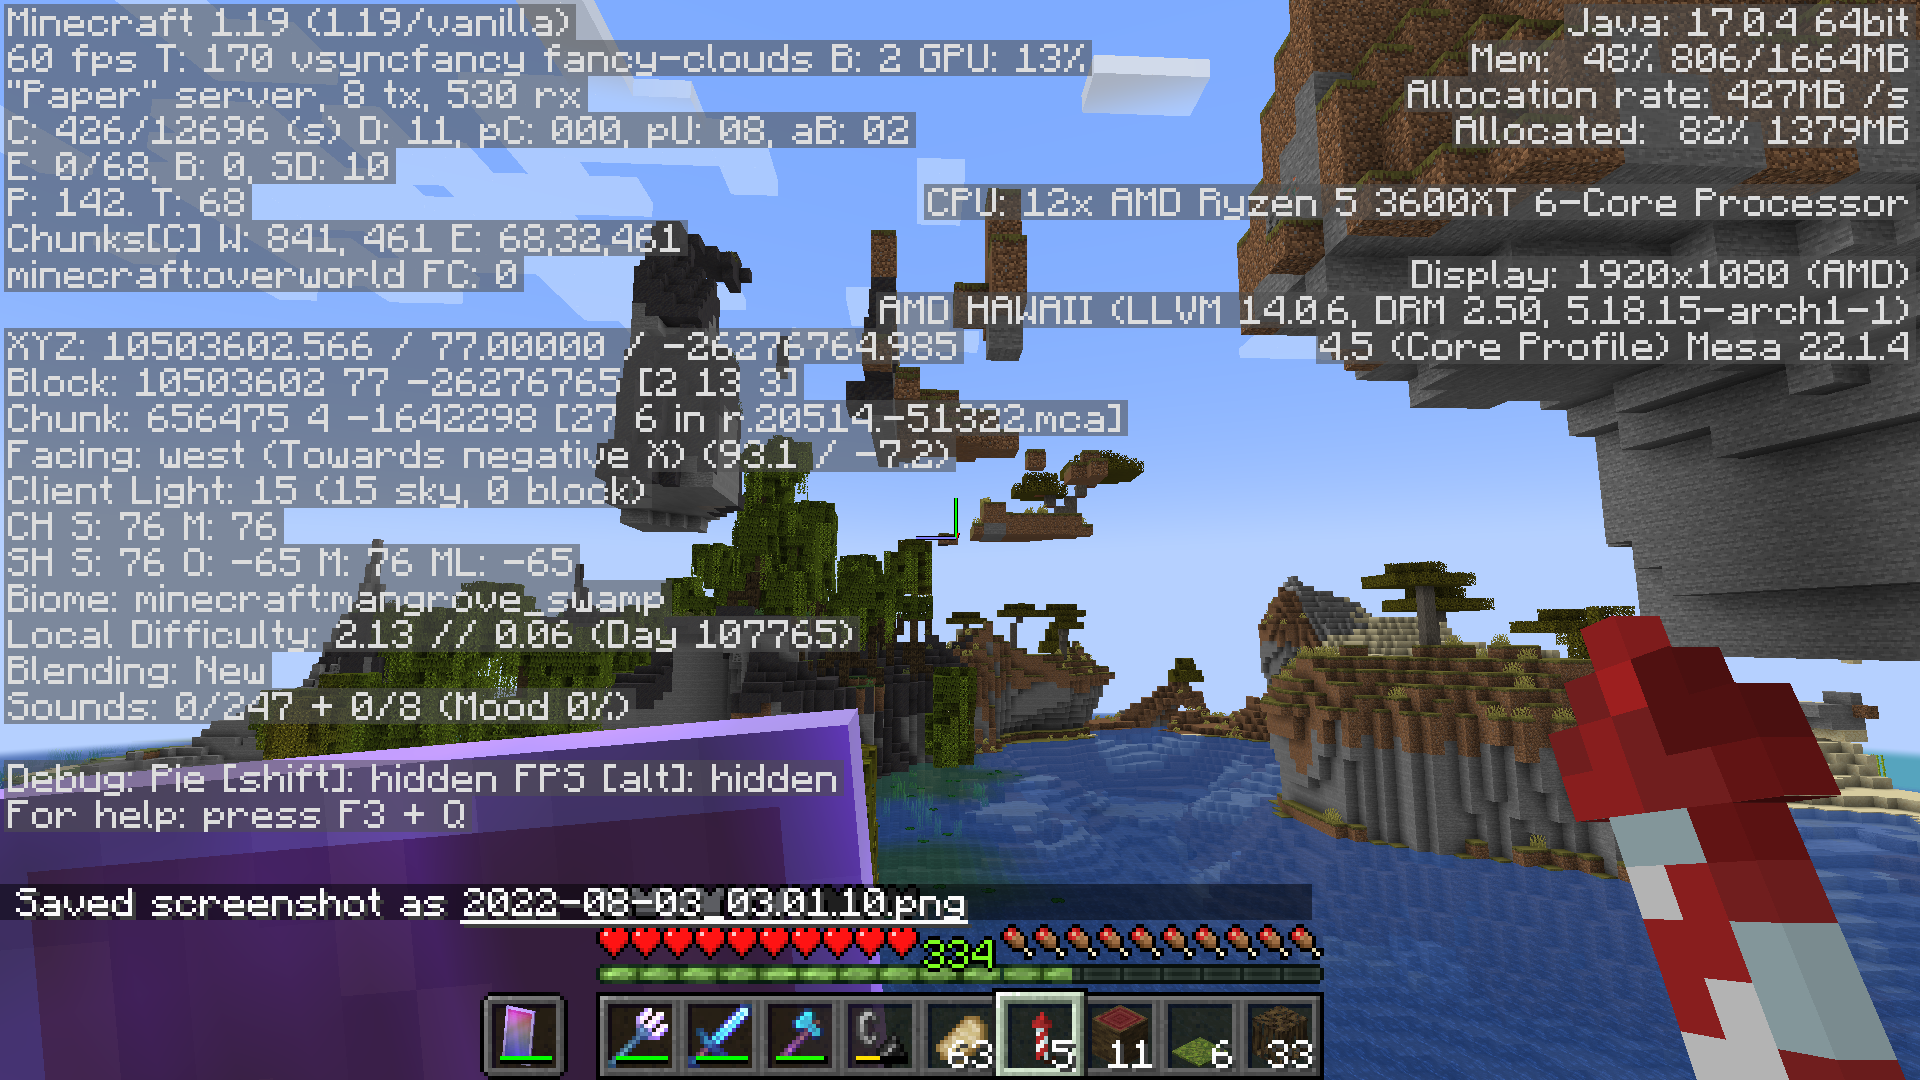 Minecraft 1.19 (1.19/vanilla)
60 fps T: 170 vsyncfancy fancy-clouds B: 2 GPU: 13%
"Paper" server, 8 tx, 530 rx
C: 426/12696 (s) D: 11, pC: 000, pU: 08, aB: 02
E: 0/68, B: 0, SD: 10
P: 142. T: 68
Chunks[C] W: 841, 461 E: 68,32,461
minecraft:overworld FC: 0
XYZ: 10503602.566 / 77.00000 / -26276764.985
Block: 10503602 77 -26276765 [2 13 3]
Chunk: 656475 4 -1642298 [27 6 in r.20514.-51322.mca]
Facing: west (Towards negative X) (93.1 / -7.2)
Client Light: 15 (15 sky, 0 block)
CH S: 76 M: 76
SH S: 76 O: -65 M: 76 ML: -65
Biome: minecraft:mangrove_swamp
Local Difficulty: 2.13 // 0.06 (Day 107765)
Blending: New
Sounds: 0/247 + 0/8 (Mood 0%)
Debug: Pie [shift]: hidden FPS [alt]: hidden
For help: press F3 + Q
Java: 17.0.4 64bit
Mem: 48% 806/1664MB
Allocation rate: 427MB /s
Allocated: 82% 1379MB
CPU: 12x AMD Ryzen 5 3600XT 6-Core Processor
Display: 1920x1080 (AMD)
AMD HAWAII (LLVM 14.0.6, DRM 2.50, 5.18.15-arch1-1)
4.5 (Core Profile) Mesa 22.1.4
Saved screenshot as 2022-08-03_03.01.10.png
334
63 5 11 6 33